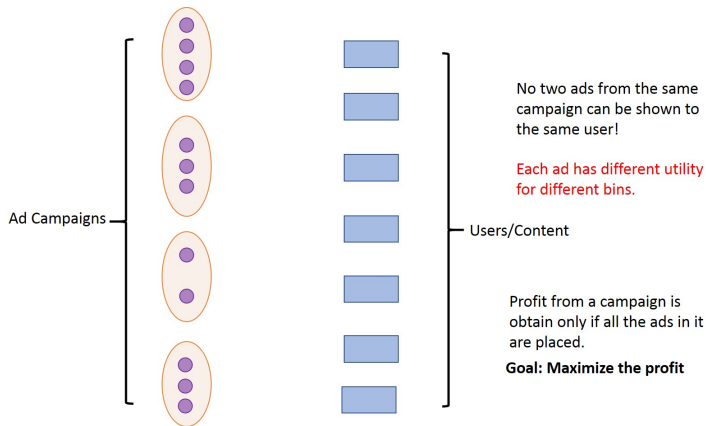 Ad Campaigns
Users/Content
No two ads from the same
campaign can be shown to
the same user!
Each ad has different utility
for different bins.
Profit from a campaign is
obtain only if all the ads in it
are placed.
Goal: Maximize the profit